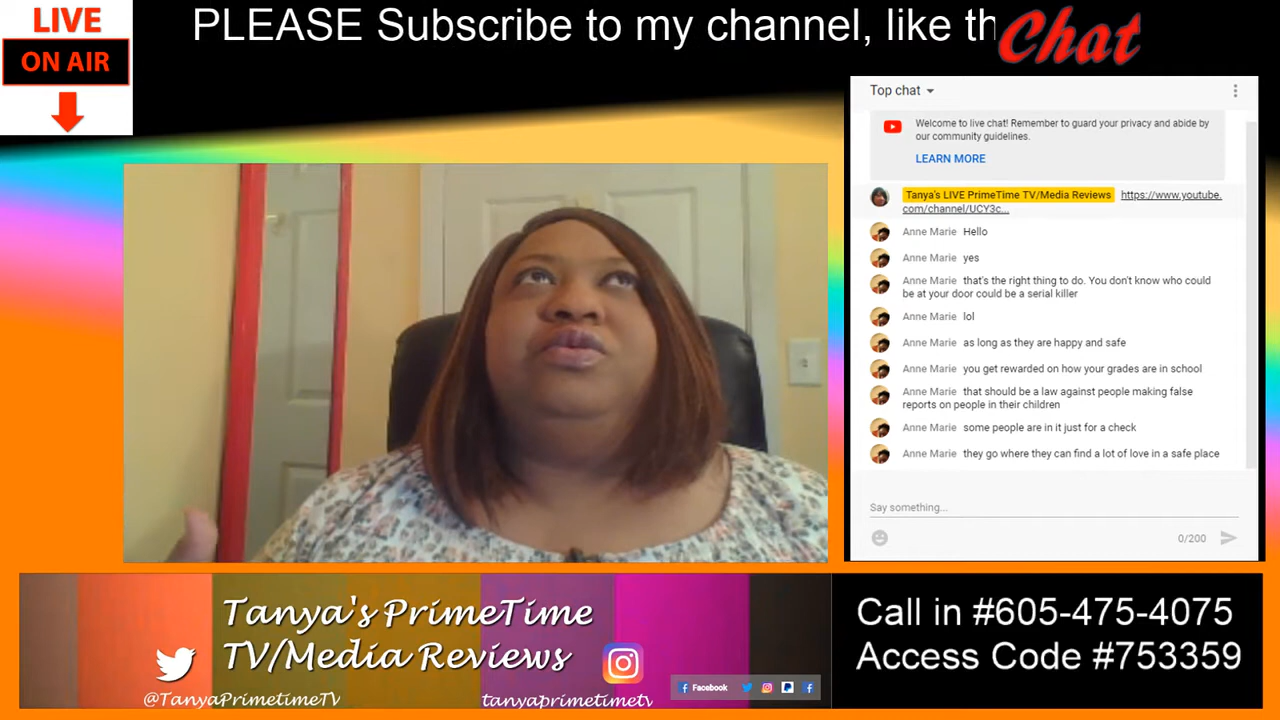 LIVE
ON AIR
PLEASE Subscribe to my channel, like th
Chat
Top chat
Welcome to live chat! Remember to guard your privacy and abide by
our community guidelines.
LEARN MORE
Tanya's LIVE PrimeTime TV/Media Reviews https://www.youtube.
com/channel/UCY3c...
Anne Marie Hello
Anne Marie yes
Anne Marie that's the right thing to do. You don't know who could
be at your door could be a serial killer
Anne Marie lol
Anne Marie as long as they are happy and safe
Anne Marie you get rewarded on how your grades are in school
Anne Marie that should be a law against people making false
reports on people in their children
Anne Marie some people are in it just for a check
Anne Marie they go where they can find a lot of love in a safe place
Say something...
0/200
Tanya's PrimeTime
TV/Media Reviews
@TanyaPrimetimeTV
tanyaprimetimetv
Facebook
Call in #605-475-4075
Access Code #753359